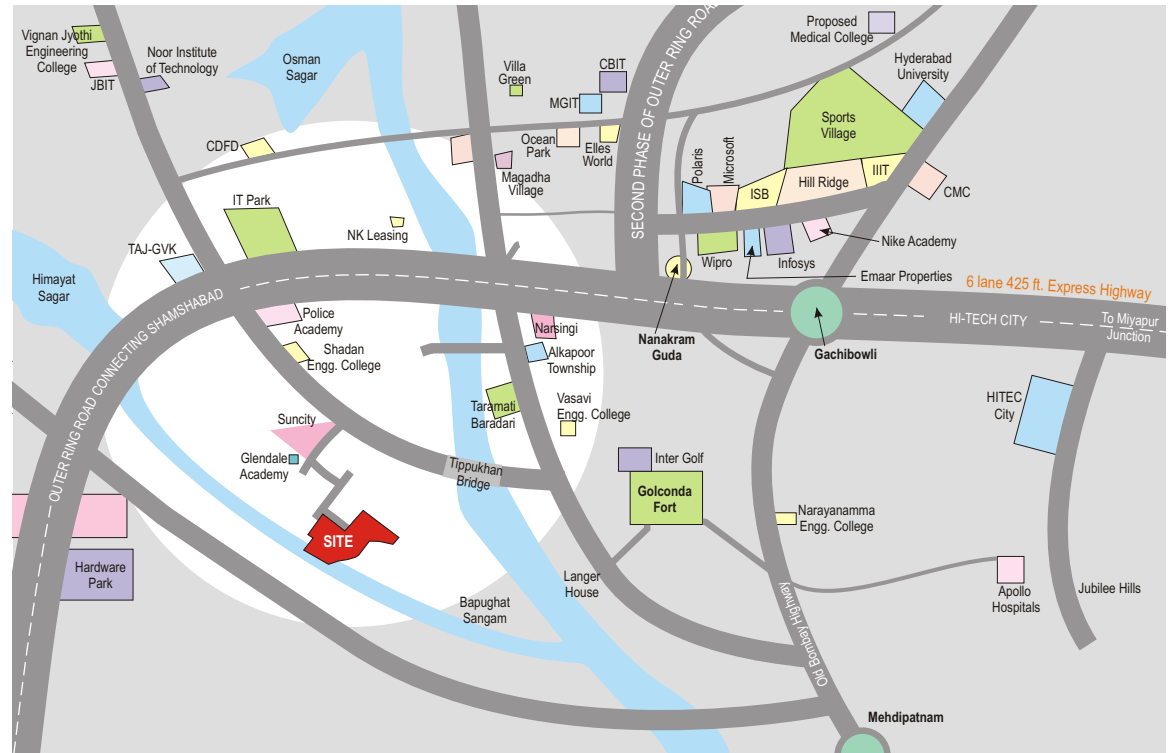 Vignan Jyothi
Engineering
College
JBIT
Noor Institute
of Technology
Osman
Sagar
Villa
Green
CBIT
MGIT
SECOND PHASE OF OUTER RING ROAD
Proposed
Medical College
Hyderabad
University
Sports
Village
CDFD
Ocean
Park
Elles
World
Magadha
Village
Polaris
Microsoft
ISB
Hill Ridge
IIIT
CMC
IT Park
NK Leasing
TAJ-GVK
Himayat
Sagar
Wipro
Infosys
Nike Academy
Emaar Properties
6 lane 425 ft. Express Highway
OUTER RING ROAD CONNECTING SHAMSHABAD
Police
Academy
Shadan
Engg. College
Narsingi
Alkapoor
Township
Nanakram
Guda
Gachibowli
HI-TECH CITY
To Miyapur
Junction
Suncity
Taramati
Baradari
Vasavi
Engg. College
HITEC
City
Glendale
Academy
Tippukhan
Bridge
Inter Golf
Golconda
Fort
Narayanamma
Engg. College
SITE
Hardware
Park
Bapughat
Sangam
Langer
House
Old Bombay Highway
Apollo
Hospitals
Jubilee Hills
Mehdipatnam